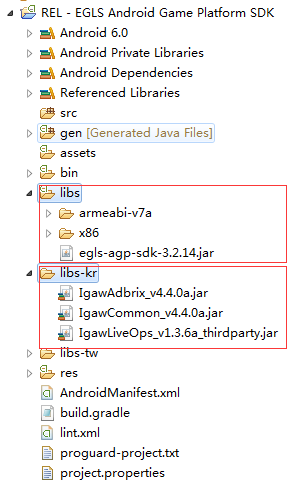 REL - EGLS Android Game Platform SDK
Android 6.0
Android Private Libraries
Android Dependencies
Referenced Libraries
src
gen [Generated Java Files]
assets
bin
libs
armeabi-v7a
x86
egls-agp-sdk-3.2.14.jar
libs-kr
IgawAdbrix_v4.4.0a.jar
IgawCommon_v4.4.0a.jar
IgawLiveOps_v1.3.6a_thirdparty.jar
libs-tw
res
AndroidManifest.xml
build.gradle
lint.xml
proguard-project.txt
project.properties